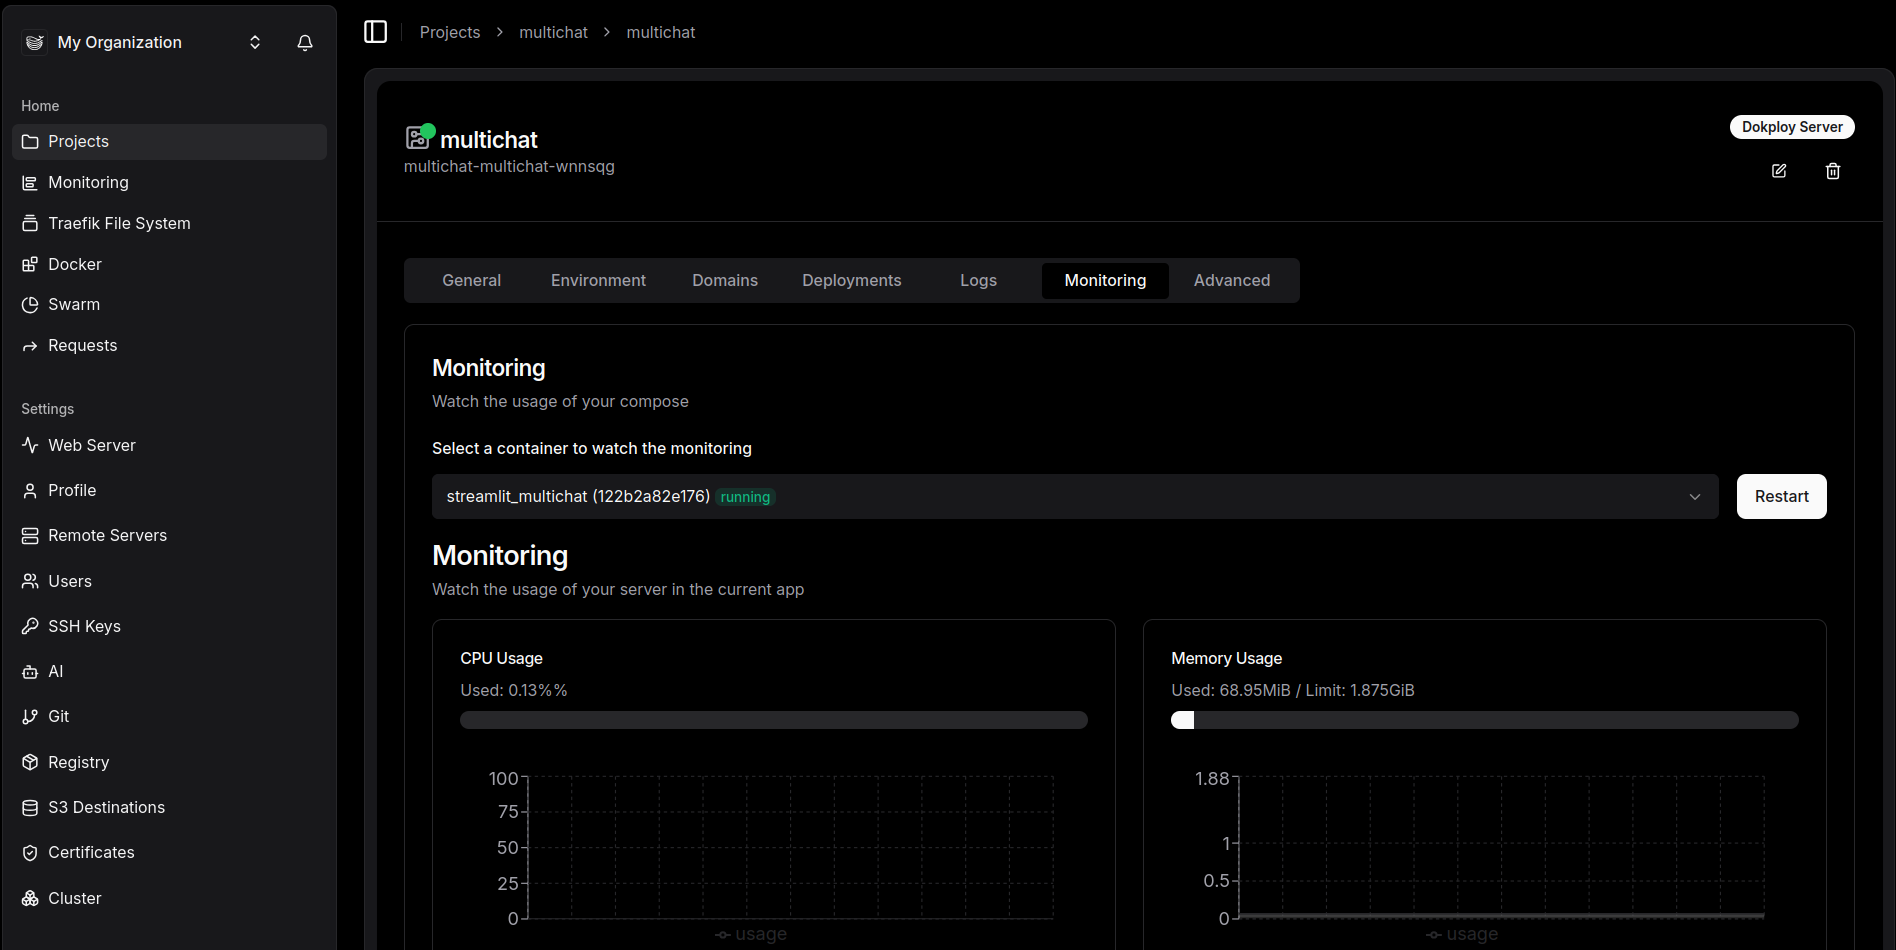 My Organization
Home
Projects
Monitoring
Traefik File System
Docker
Swarm
Requests
Settings
Web Server
Profile
Remote Servers
Users
SSH Keys
AI
Git
Registry
S3 Destinations
Certificates
Cluster
Projects > multichat > multichat
multichat
multichat-multichat-wnnsqg
Dokploy Server
General Environment Domains Deployments Logs Monitoring Advanced
Monitoring
Watch the usage of your compose
Select a container to watch the monitoring
streamlit_multichat (122b2a82e176) running
Restart
Monitoring
Watch the usage of your server in the current app
CPU Usage
Used: 0.13%%
100
75
50
25
0
usage
Memory Usage
Used: 68.95MiB / Limit: 1.875GiB
1.88
1
0.5
0
usage